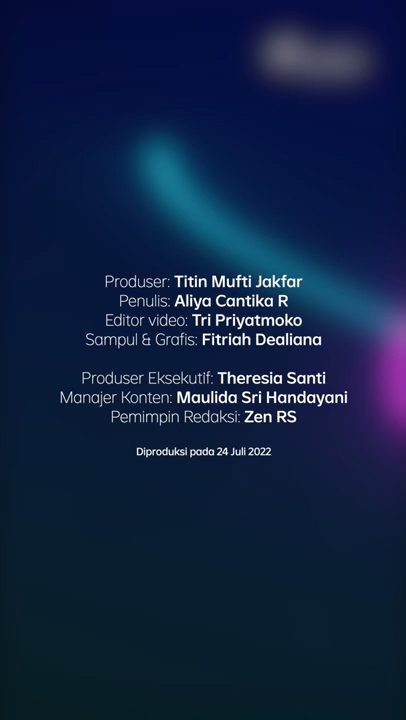 Produser: Titin Mufti Jakfar
Penulis: Aliya Cantika R
Editor video: Tri Priyatmoko
Sampul & Grafis: Fitriah Dealiana
Produser Eksekutif: Theresia Santi
Manajer Konten: Maulida Sri Handayani
Pemimpin Redaksi: Zen RS
Diproduksi pada 24 Juli 2022